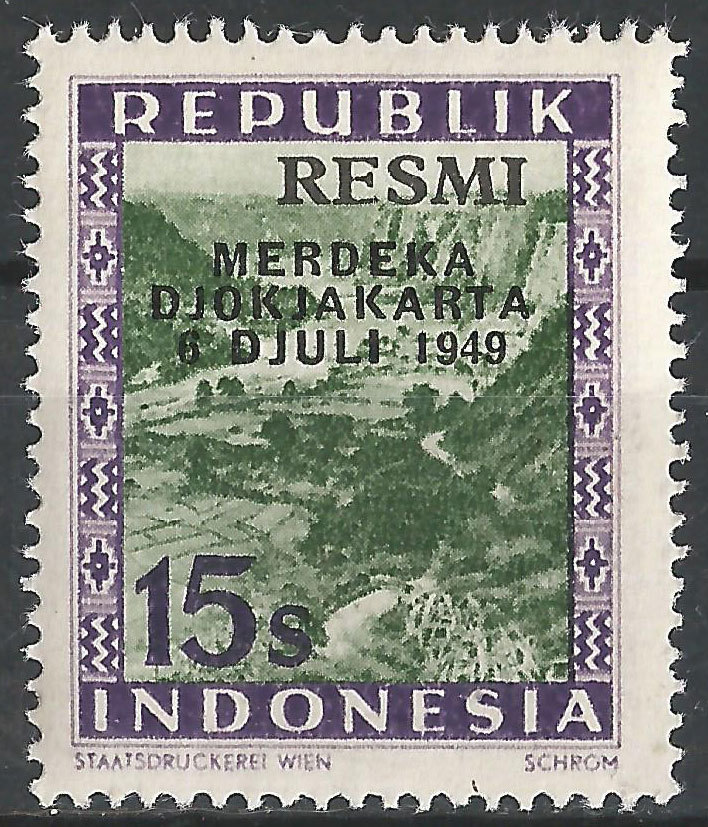 REPUBLIK
RESMI
MERDEKA
DJOKJAKARTA
6 DJULI 1949
15s
INDONESIA
STAATSDRUCKEREI WIEN SCHROM